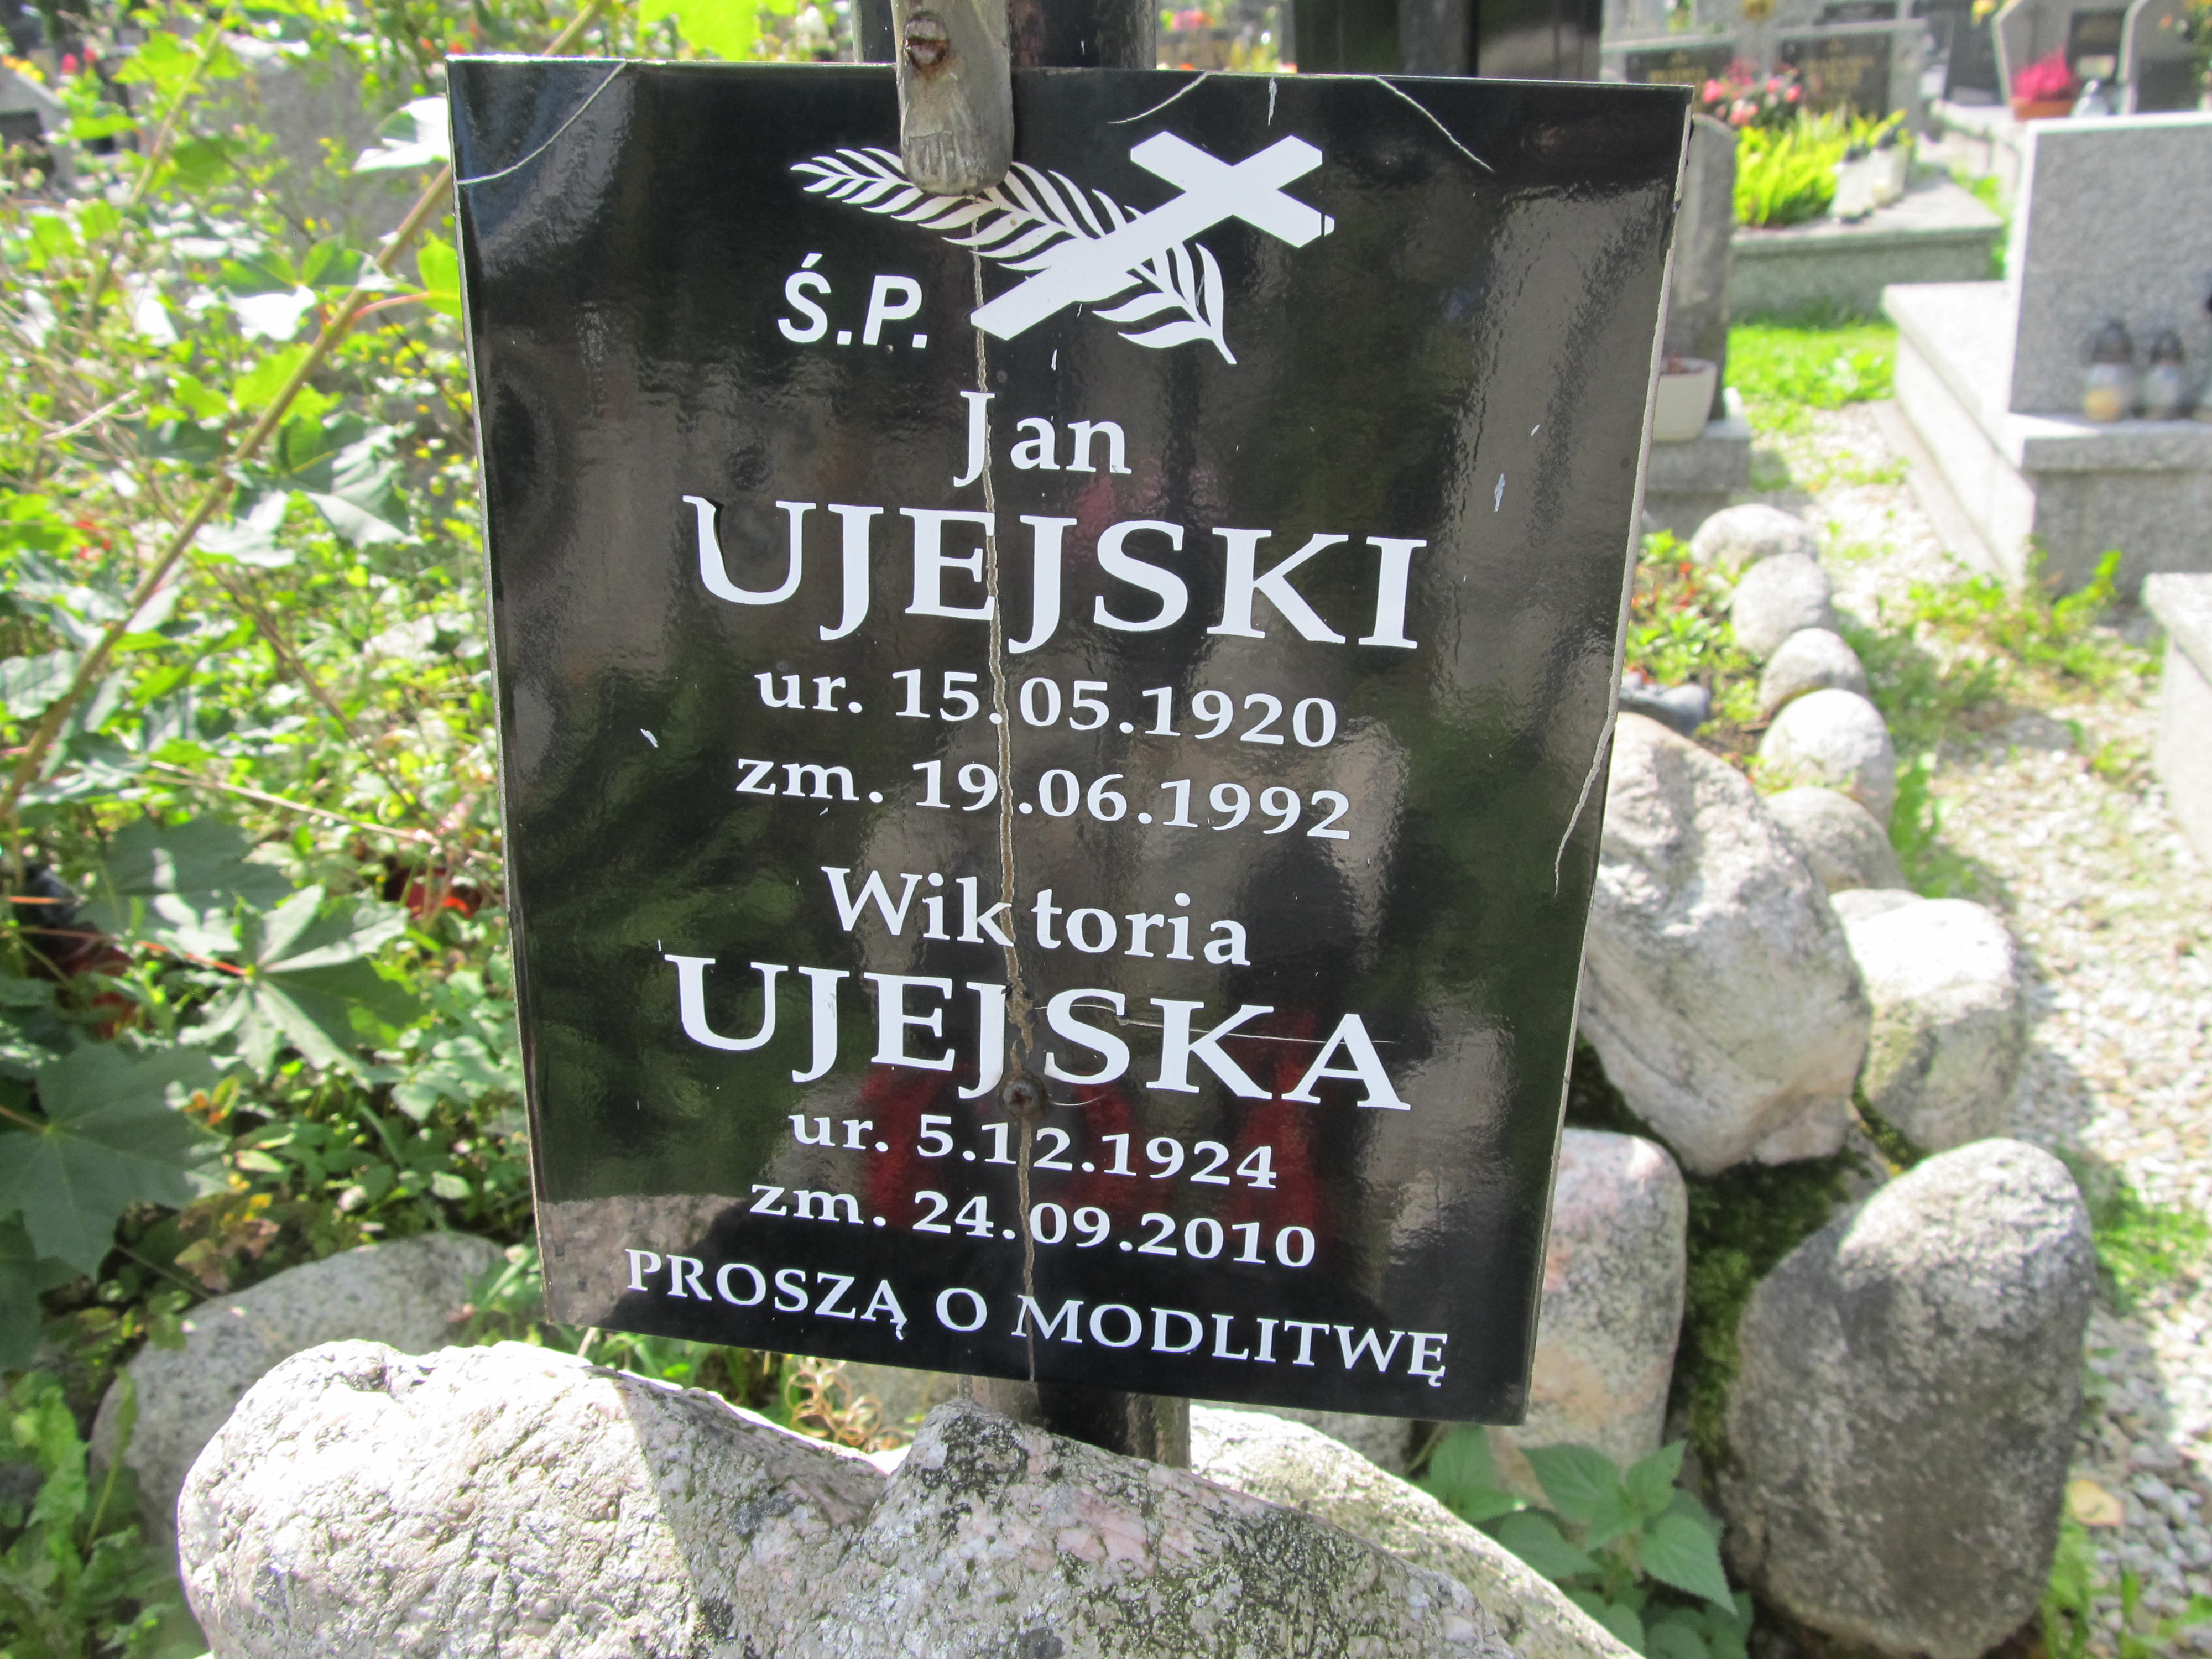 Ś.P.
Jan
UJEJSKI
ur. 15.05.1920
zm. 19.06.1992
Wiktoria
UJEJSKA
ur. 5.12.1924
zm. 24.09.2010
PROSZĄ O MODLITWĘ